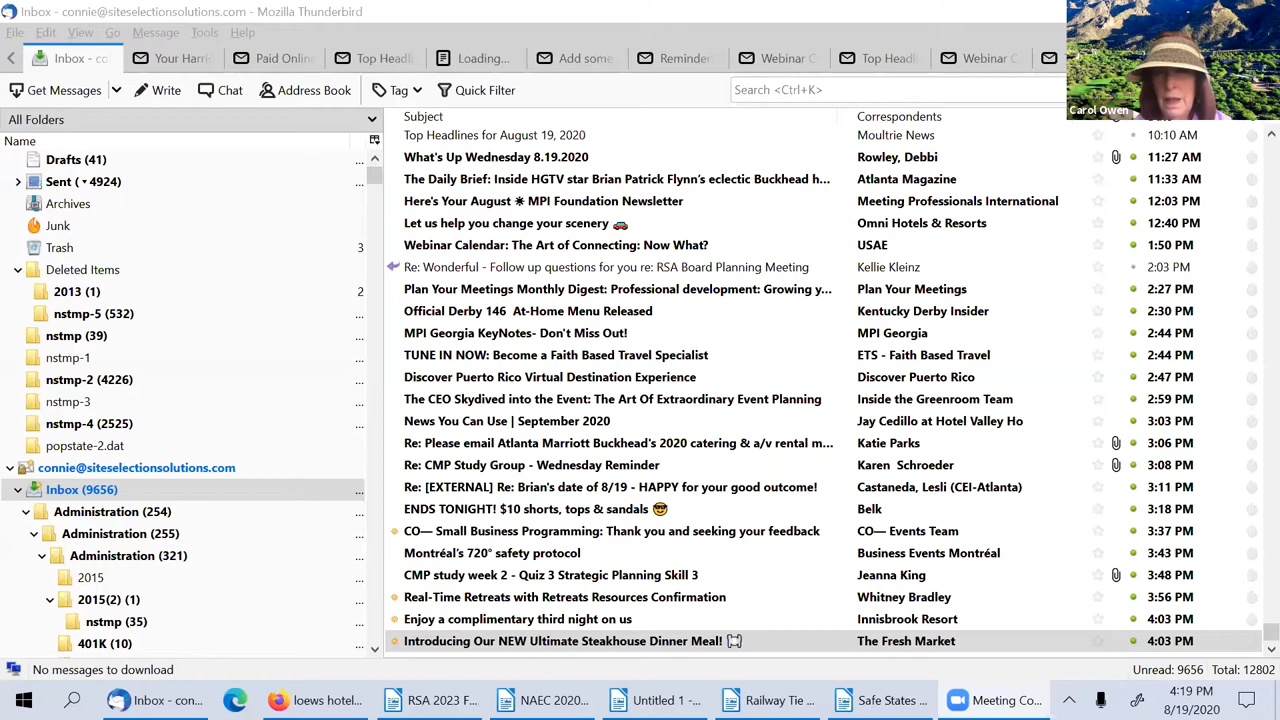 Inbox - connie@siteselectionsolutions.com - Mozilla Thunderbird
File Edit View Go Message Tools Help
Inbox - co Your Harr Paid Onlin Top He Leading... Add some Reminde Webinar C Top Headl Webinar C
Get Messages Write Chat Address Book Tag Quick Filter Search <Ctrl+K>
Carol Owen
All Folders
Name
Drafts (41) ...
Sent (4924) ...
Archives
Junk
Trash 3
Deleted Items
2013 (1) 2
nstmp-5 (532) ...
nstmp (39) ...
nstmp-1 ...
nstmp-2 (4226) ...
nstmp-3 ...
nstmp-4 (2525) ...
popstate-2.dat ...
connie@siteselectionsolutions.com
Inbox (9656) ...
Administration (254) ...
Administration (255) ...
Administration (321) ...
2015 ...
2015(2) (1) ...
nstmp (35) ...
401K (10) ...
Subject Correspondents
Top Headlines for August 19, 2020 Moultrie News 10:10 AM
What's Up Wednesday 8.19.2020 Rowley, Debbi 11:27 AM
The Daily Brief: Inside HGTV star Brian Patrick Flynn's eclectic Buckhead h... Atlanta Magazine 11:33 AM
Here's Your August ☀ MPI Foundation Newsletter Meeting Professionals International 12:03 PM
Let us help you change your scenery 🚗 Omni Hotels & Resorts 12:40 PM
Webinar Calendar: The Art of Connecting: Now What? USAE 1:50 PM
Re: Wonderful - Follow up questions for you re: RSA Board Planning Meeting Kellie Kleinz 2:03 PM
Plan Your Meetings Monthly Digest: Professional development: Growing y... Plan Your Meetings 2:27 PM
Official Derby 146 At-Home Menu Released Kentucky Derby Insider 2:30 PM
MPI Georgia KeyNotes- Don't Miss Out! MPI Georgia 2:44 PM
TUNE IN NOW: Become a Faith Based Travel Specialist ETS - Faith Based Travel 2:44 PM
Discover Puerto Rico Virtual Destination Experience Discover Puerto Rico 2:47 PM
The CEO Skydived into the Event: The Art Of Extraordinary Event Planning Inside the Greenroom Team 2:59 PM
News You Can Use | September 2020 Jay Cedillo at Hotel Valley Ho 3:03 PM
Re: Please email Atlanta Marriott Buckhead's 2020 catering & a/v rental m... Katie Parks 3:06 PM
Re: CMP Study Group - Wednesday Reminder Karen Schroeder 3:08 PM
Re: [EXTERNAL] Re: Brian's date of 8/19 - HAPPY for your good outcome! Castaneda, Lesli (CEI-Atlanta) 3:11 PM
ENDS TONIGHT! $10 shorts, tops & sandals 🤓 Belk 3:18 PM
CO— Small Business Programming: Thank you and seeking your feedback CO— Events Team 3:37 PM
Montréal's 720° safety protocol Business Events Montréal 3:43 PM
CMP study week 2 - Quiz 3 Strategic Planning Skill 3 Jeanna King 3:48 PM
Real-Time Retreats with Retreats Resources Confirmation Whitney Bradley 3:56 PM
Enjoy a complimentary third night on us Innisbrook Resort 4:03 PM
Introducing Our NEW Ultimate Steakhouse Dinner Meal! The Fresh Market 4:03 PM
No messages to download Unread: 9656 Total: 12802
Inbox - con... loews hotel... RSA 2023 F... NAEC 2020... Untitled 1 -... Railway Tie ... Safe States ... Meeting Co... 4:19 PM
8/19/2020